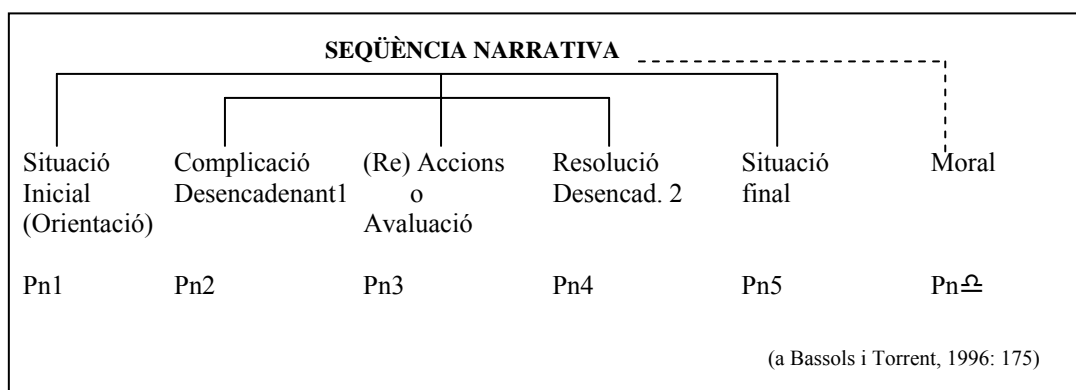 SEQÜÈNCIA NARRATIVA
Situació Complicació (Re) Accions Resolució Situació Moral
Inicial Desencadenant1 o Desencad. 2 final
(Orientació) Avaluació
Pn1 Pn2 Pn3 Pn4 Pn5 Pn♎
(a Bassols i Torrent, 1996: 175)